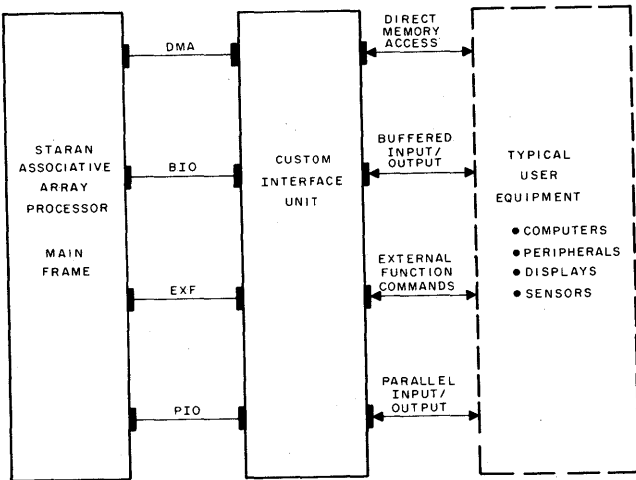 STARAN
ASSOCIATIVE
ARRAY
PROCESSOR
MAIN
FRAME
DMA
BIO
EXF
PIO
CUSTOM
INTERFACE
UNIT
DIRECT
MEMORY
ACCESS
BUFFERED
INPUT/
OUTPUT
EXTERNAL
FUNCTION
COMMANDS
PARALLEL
INPUT/
OUTPUT
TYPICAL
USER
EQUIPMENT
● COMPUTERS
● PERIPHERALS
● DISPLAYS
● SENSORS